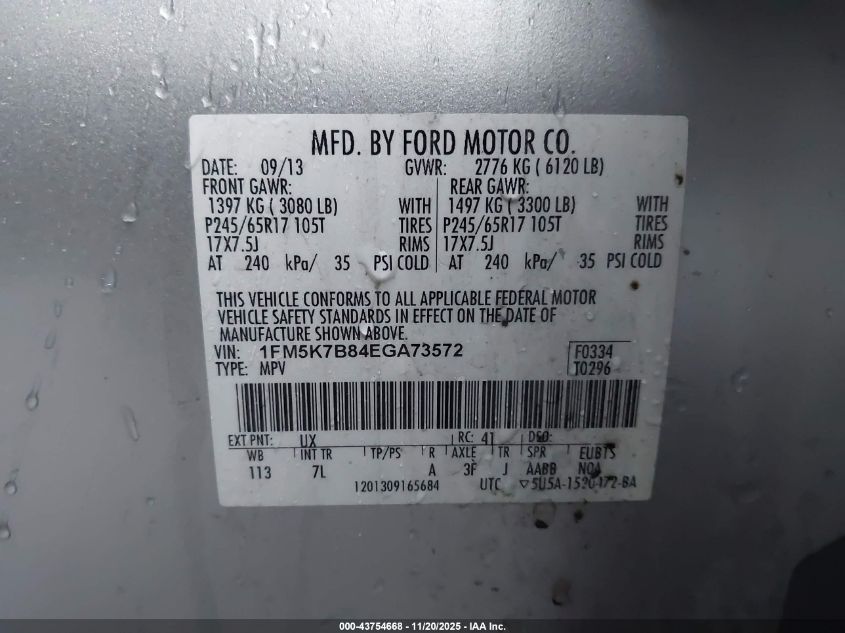 MFD. BY FORD MOTOR CO.
DATE: 09/13 GVWR: 2776 KG ( 6120 LB)
FRONT GAWR: REAR GAWR:
1397 KG ( 3080 LB) WITH 1497 KG ( 3300 LB) WITH
P245/65R17 105T TIRES P245/65R17 105T TIRES
17X7.5J RIMS 17X7.5J RIMS
AT 240 kPa/ 35 PSI COLD AT 240 kPa/ 35 PSI COLD
THIS VEHICLE CONFORMS TO ALL APPLICABLE FEDERAL MOTOR
VEHICLE SAFETY STANDARDS IN EFFECT ON THE DATE OF
MANUFACTURE SHOWN ABOVE.
VIN: 1FM5K7B84EGA73572 F0334
TYPE: MPV T0296
EXT PNT: UX RC: 41 DSO:
WB INT TR TP/PS R AXLE TR SPR EUBTS
113 7L A 3F J AABB NOA
1201309165684 UTC ▽5U5A-1520472-BA
000-43754668 - 11/20/2025 - IAA Inc.